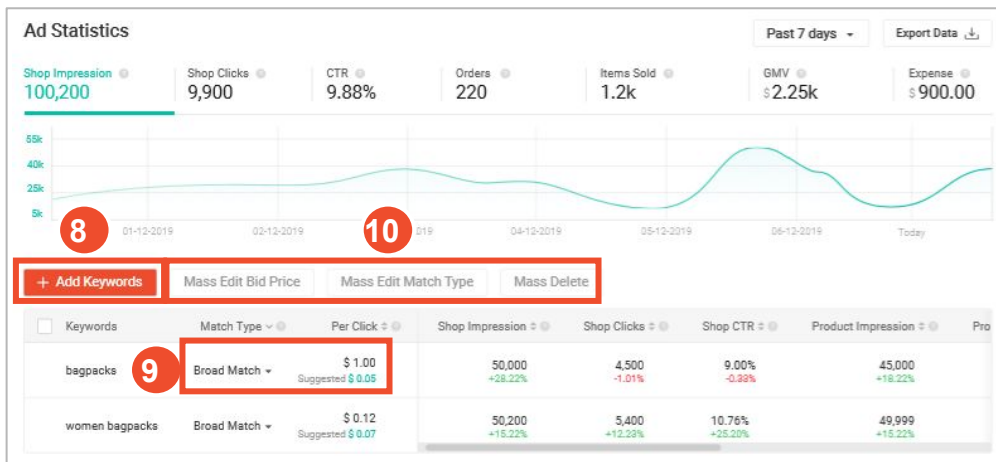 Ad Statistics
Past 7 days
Export Data
Shop Impression Shop Clicks CTR Orders Items Sold GMV Expense
100,200 9,900 9.88% 220 1.2k $2.25k $900.00
55k
40k
25k
5k
01-12-2019 02-12-2019 019 04-12-2019 05-12-2019 06-12-2019 Today
8 10
+ Add Keywords Mass Edit Bid Price Mass Edit Match Type Mass Delete
Keywords Match Type Per Click Shop Impression Shop Clicks Shop CTR Product Impression Pro
bagpacks 9 Broad Match $ 1.00 50,000 4,500 9.00% 45,000
Suggested $ 0.05 +28.22% -1.01% -0.33% +18.22%
women bagpacks Broad Match $ 0.12 50,200 5,400 10.76% 49,999
Suggested $ 0.07 +15.22% +12.23% +25.20% +15.22%